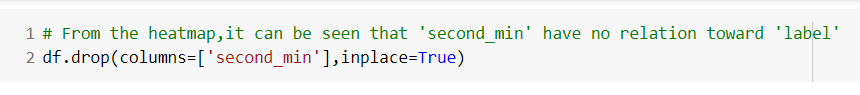 1 # From the heatmap,it can be seen that 'second_min' have no relation toward 'label'
2 df.drop(columns=['second_min'],inplace=True)